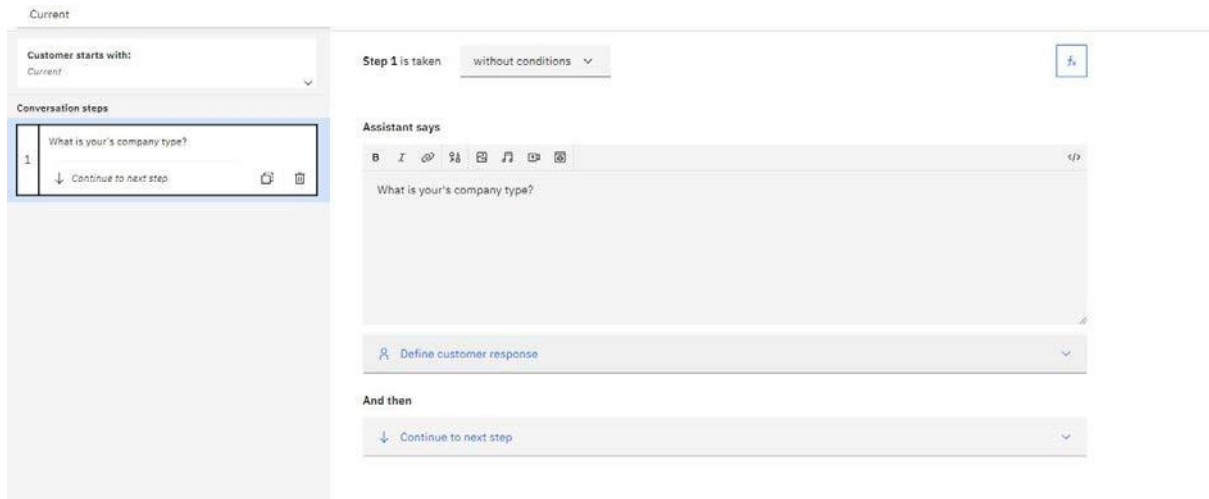 Current
Customer starts with:
Current
Conversation steps
1
What is your's company type?
Continue to next step
Step 1 is taken
without conditions
fx
Assistant says
B I </>
What is your's company type?
Define customer response
And then
Continue to next step